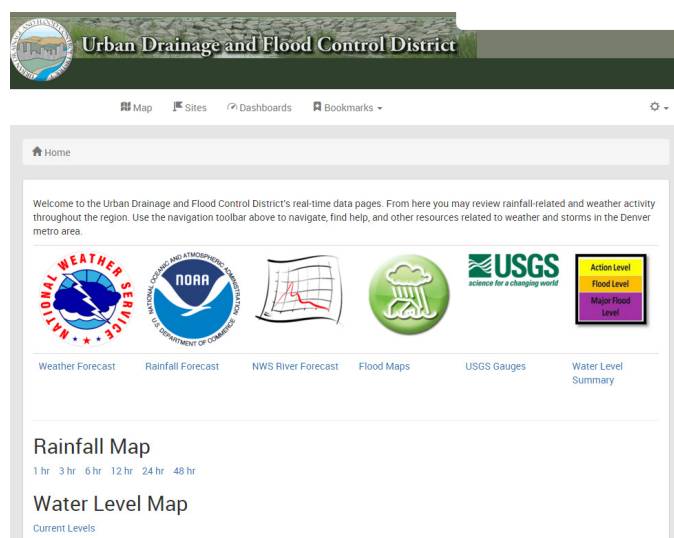 Urban Drainage and Flood Control District
Map Sites Dashboards Bookmarks
Home
Welcome to the Urban Drainage and Flood Control District's real-time data pages. From here you may review rainfall-related and weather activity
throughout the region. Use the navigation toolbar above to navigate, find help, and other resources related to weather and storms in the Denver
metro area.
NATIONAL WEATHER SERVICE
NATIONAL OCEANIC AND ATMOSPHERIC ADMINISTRATION
NOAA
U.S. DEPARTMENT OF COMMERCE
USGS
science for a changing world
Action Level
Flood Level
Major Flood
Level
Weather Forecast Rainfall Forecast NWS River Forecast Flood Maps USGS Gauges Water Level
Summary
Rainfall Map
1 hr 3 hr 6 hr 12 hr 24 hr 48 hr
Water Level Map
Current Levels